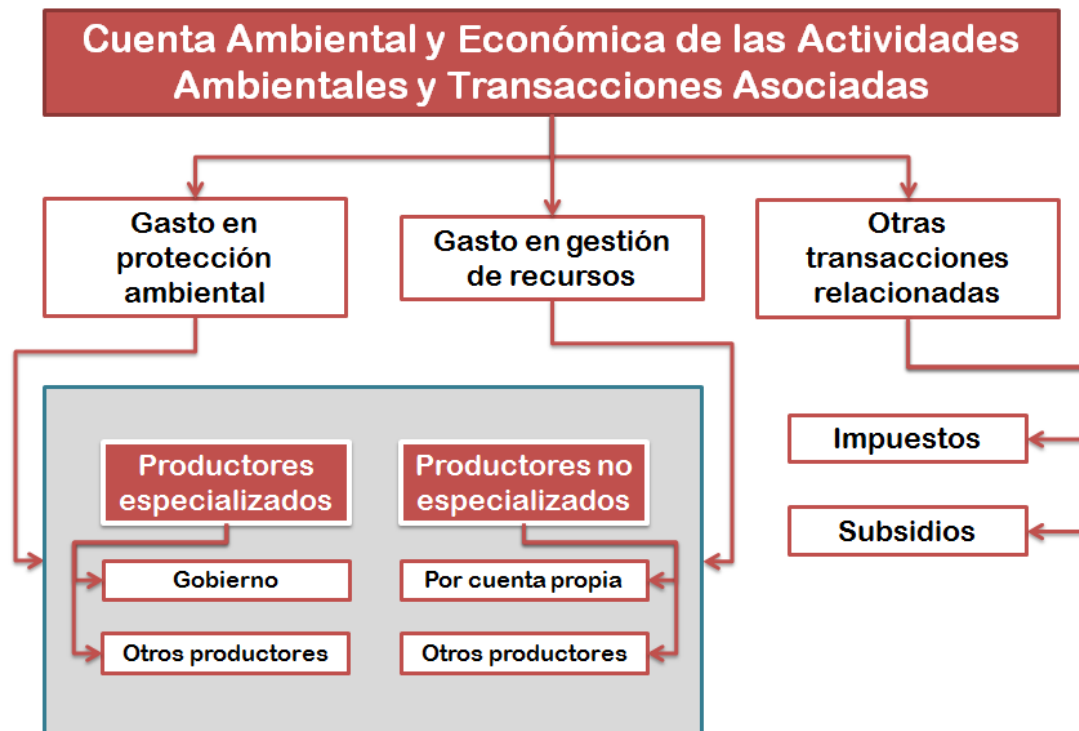 Cuenta Ambiental y Económica de las Actividades
Ambientales y Transacciones Asociadas
Gasto en
protección
ambiental
Gasto en gestión
de recursos
Otras
transacciones
relacionadas
Productores
especializados
Gobierno
Otros productores
Productores no
especializados
Por cuenta propia
Otros productores
Impuestos
Subsidios